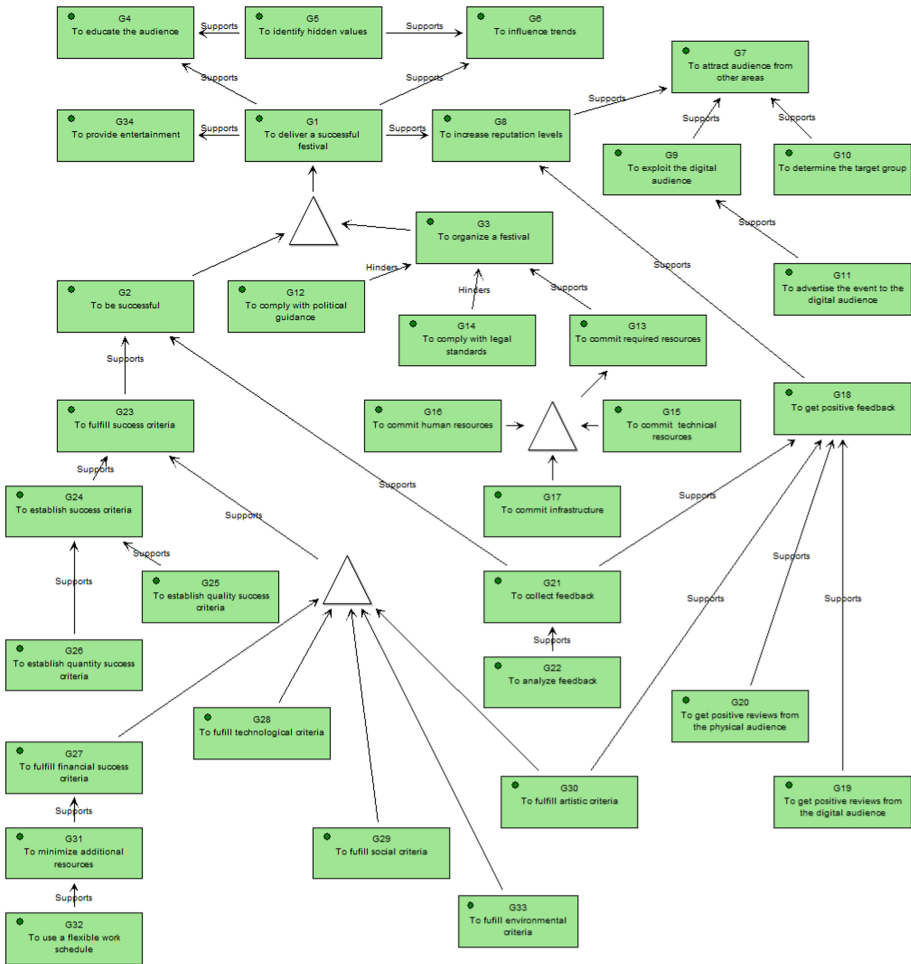 G4
To educate the audience
Supports
G5
To identify hidden values
Supports
G6
To influence trends
G7
To attract audience from
other areas
Supports
Supports
Supports
G34
To provide entertainment
Supports
G1
To deliver a successful
festival
Supports
G8
To increase reputation levels
Supports
Supports
G9
To exploit the digital
audience
G10
To determine the target group
G3
To organize a festival
Supports
Hinders
Supports
G2
To be successful
G12
To comply with political
guidance
Hinders
Supports
G11
To advertise the event to the
digital audience
G14
To comply with legal
standards
G13
To commit required resources
Supports
G18
To get positive feedback
G23
To fulfill success criteria
G16
To commit human resources
G15
To commit technical
resources
Supports
G24
To establish success criteria
Supports
Supports
G17
To commit infrastructure
Supports
Supports
Supports
G25
To establish quality success
criteria
G21
To collect feedback
Supports
Supports
Supports
Supports
G26
To establish quantity success
criteria
G22
To analyze feedback
G28
To fufill technological criteria
G20
To get positive reviews from
the physical audience
G27
To fulfill financial success
criteria
G30
To fulfill artistic criteria
G19
To get positive reviews from
the digital audience
Supports
G31
To minimize additional
resources
G29
To fufill social criteria
Supports
G33
To fufill environmental
criteria
G32
To use a flexible work
schedule